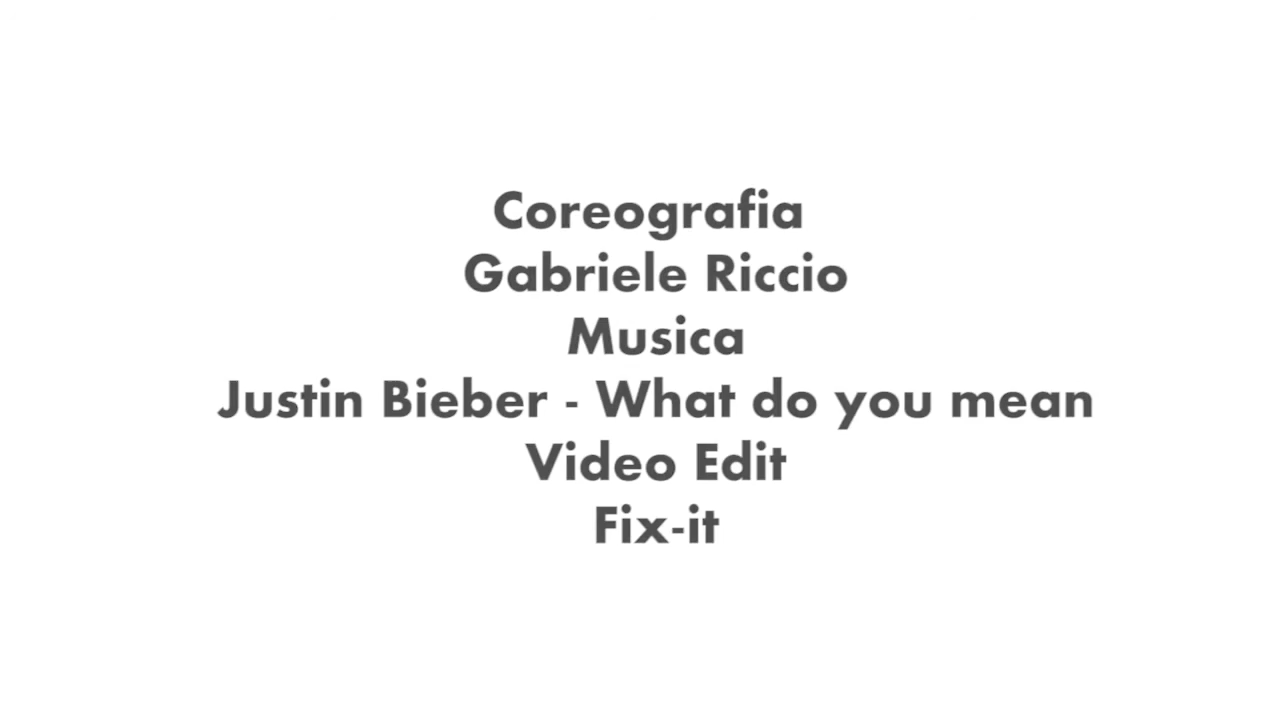 Coreografia
Gabriele Riccio
Musica
Justin Bieber - What do you mean
Video Edit
Fix-it